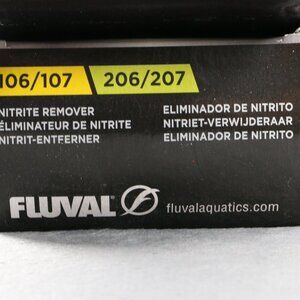 106/107 206/207
NITRITE REMOVER
ÉLIMINATEUR DE NITRITE
NITRIT-ENTFERNER
ELIMINADOR DE NITRITO
NITRIET-VERWIJDERAAR
ELIMINADOR DE NITRITO
FLUVAL fluvalaquatics.com